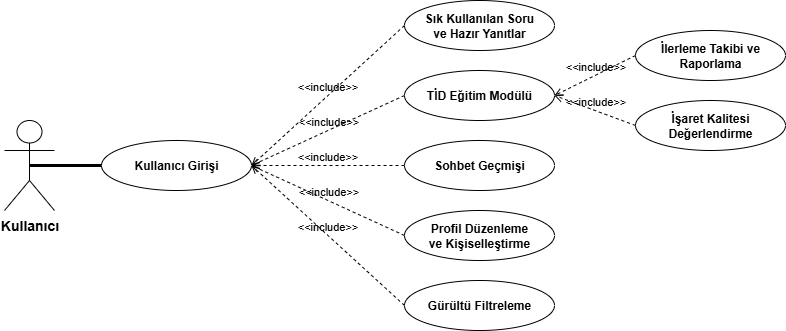 Sık Kullanılan Soru
ve Hazır Yanıtlar
<<include>>
İlerleme Takibi ve
Raporlama
<<include>>
TİD Eğitim Modülü
<<include>>
<<include>>
İşaret Kalitesi
Değerlendirme
Kullanıcı
Kullanıcı Girişi
<<include>>
Sohbet Geçmişi
<<include>>
Profil Düzenleme
ve Kişiselleştirme
<<include>>
Gürültü Filtreleme